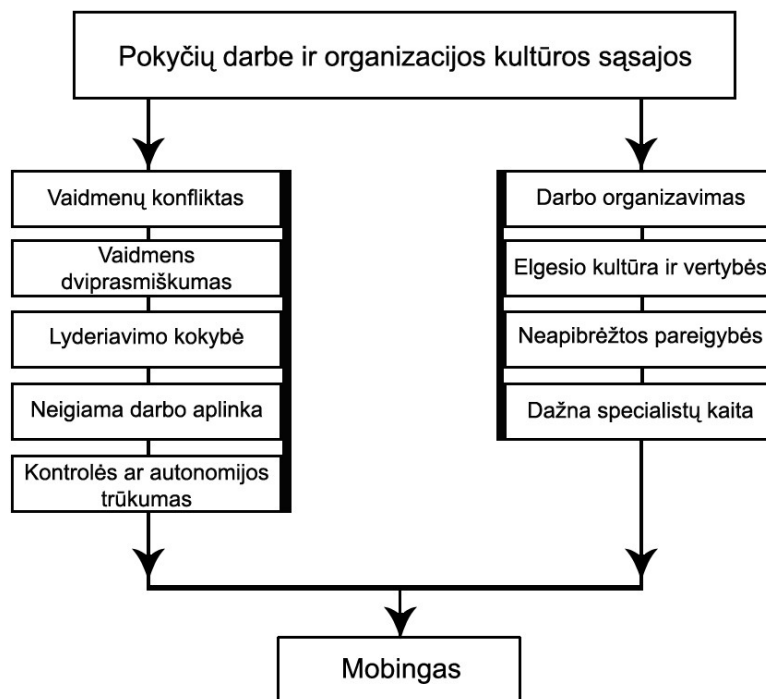 Pokyčių darbe ir organizacijos kultūros sąsajos
Vaidmenų konfliktas
Vaidmens
dviprasmiškumas
Lyderiavimo kokybė
Neigiama darbo aplinka
Kontrolės ar autonomijos
trūkumas
Darbo organizavimas
Elgesio kultūra ir vertybės
Neapibrėžtos pareigybės
Dažna specialistų kaita
Mobingas